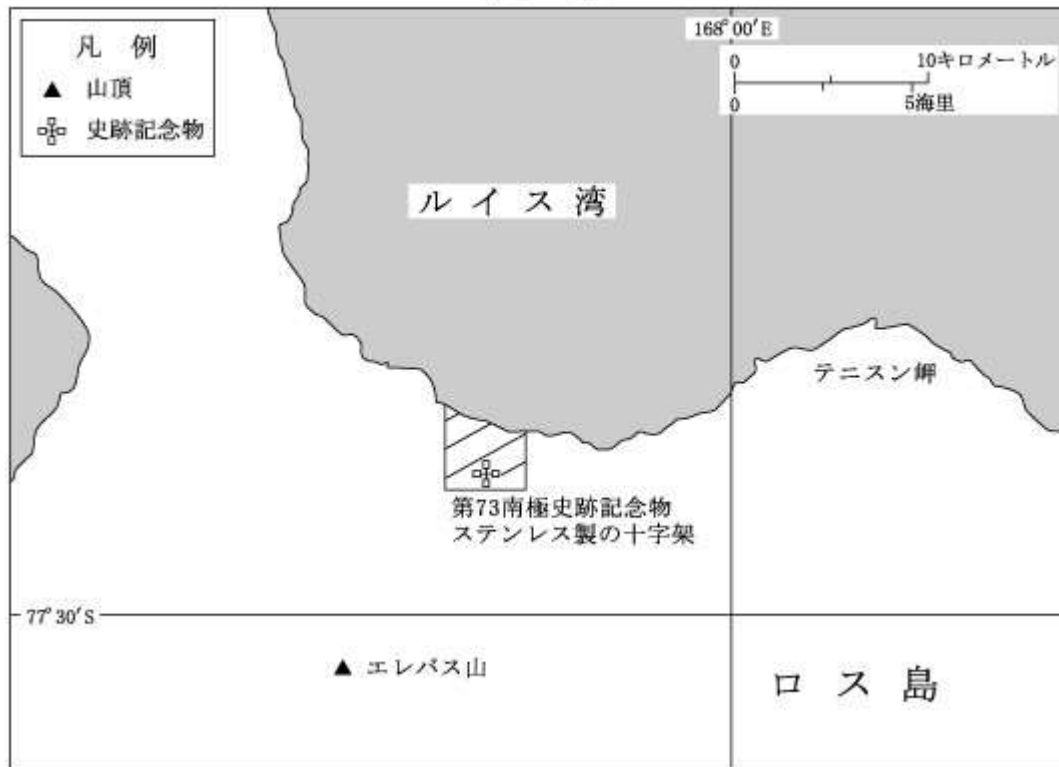 凡例
▲ 山頂
史跡記念物
168°00′E
0 10キロメートル
0 5海里
ルイス湾
テニスン岬
第73南極史跡記念物
ステンレス製の十字架
77°30′S
▲ エレバス山
ロス島